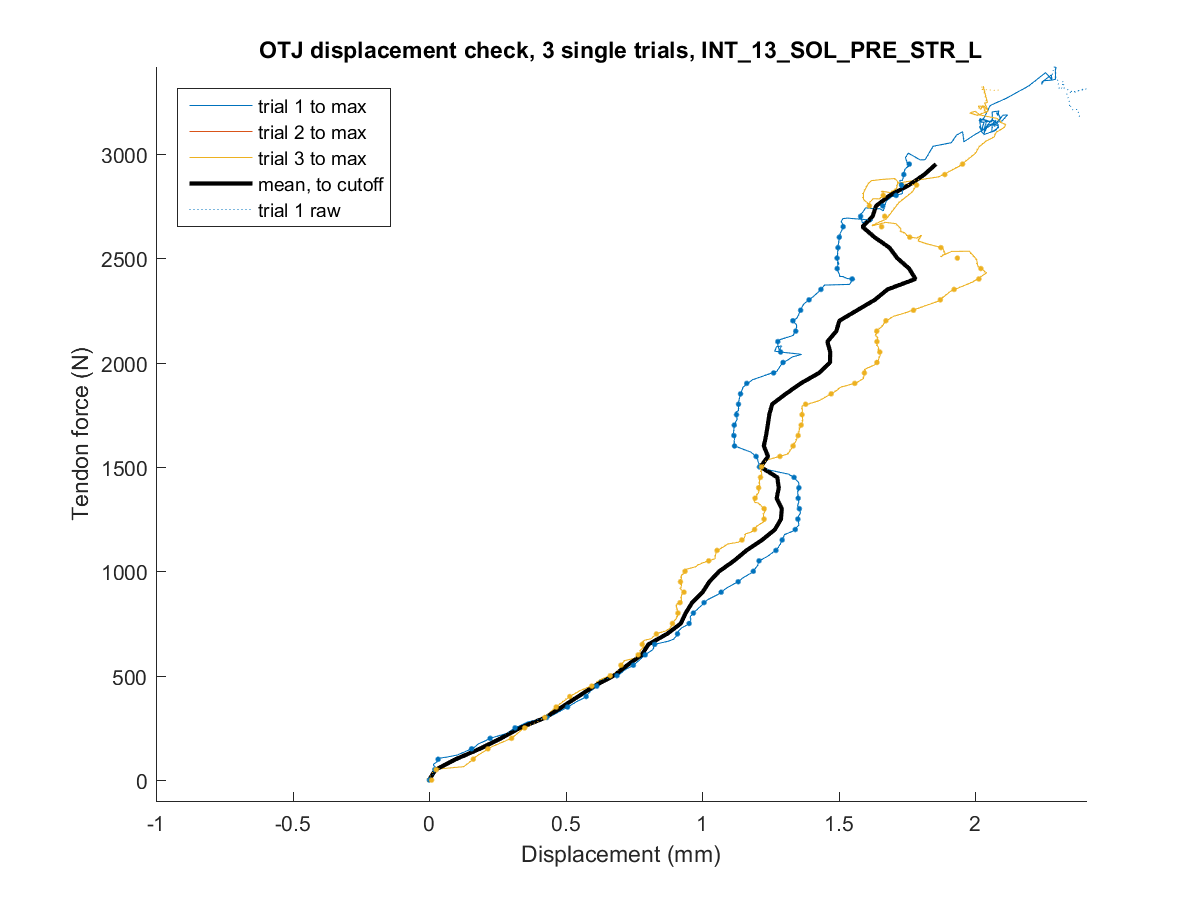 OTJ displacement check, 3 single trials, INT_13_SOL_PRE_STR_L
trial 1 to max
trial 2 to max
trial 3 to max
mean, to cutoff
trial 1 raw
Tendon force (N)
3000
2500
2000
1500
1000
500
0
-1
-0.5
0
0.5
1
1.5
2
Displacement (mm)